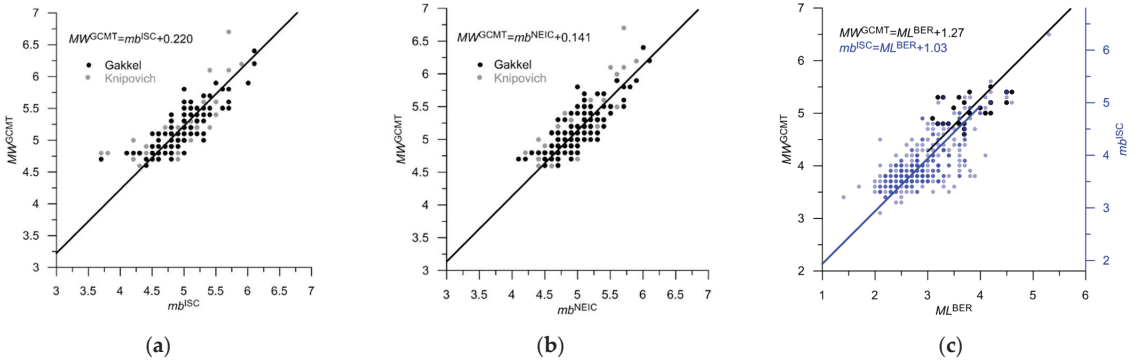 MW^GCMT=mb^ISC+0.220
Gakkel
Knipovich
7
6.5
6
5.5
5
4.5
4
3.5
3
MW^GCMT
3 3.5 4 4.5 5 5.5 6 6.5 7
mb^ISC
(a)
MW^GCMT=mb^NEIC+0.141
Gakkel
Knipovich
7
6.5
6
5.5
5
4.5
4
3.5
3
MW^GCMT
3 3.5 4 4.5 5 5.5 6 6.5 7
mb^NEIC
(b)
MW^GCMT=ML^BER+1.27
mb^ISC=ML^BER+1.03
7
6
5
4
3
2
MW^GCMT
1 2 3 4 5 6
ML^BER
6
5
4
3
2
mb^ISC
(c)